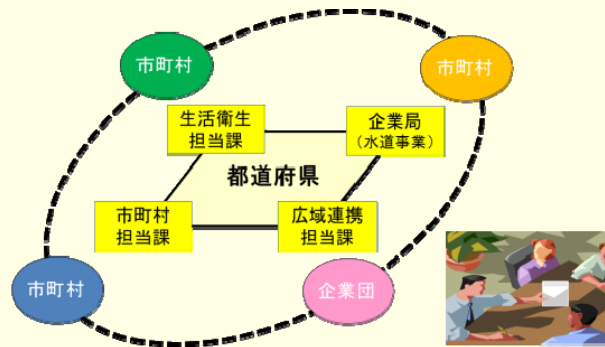 市町村
市町村
生活衛生
担当課
企業局
（水道事業）
都道府県
市町村
担当課
広域連携
担当課
市町村
企業団